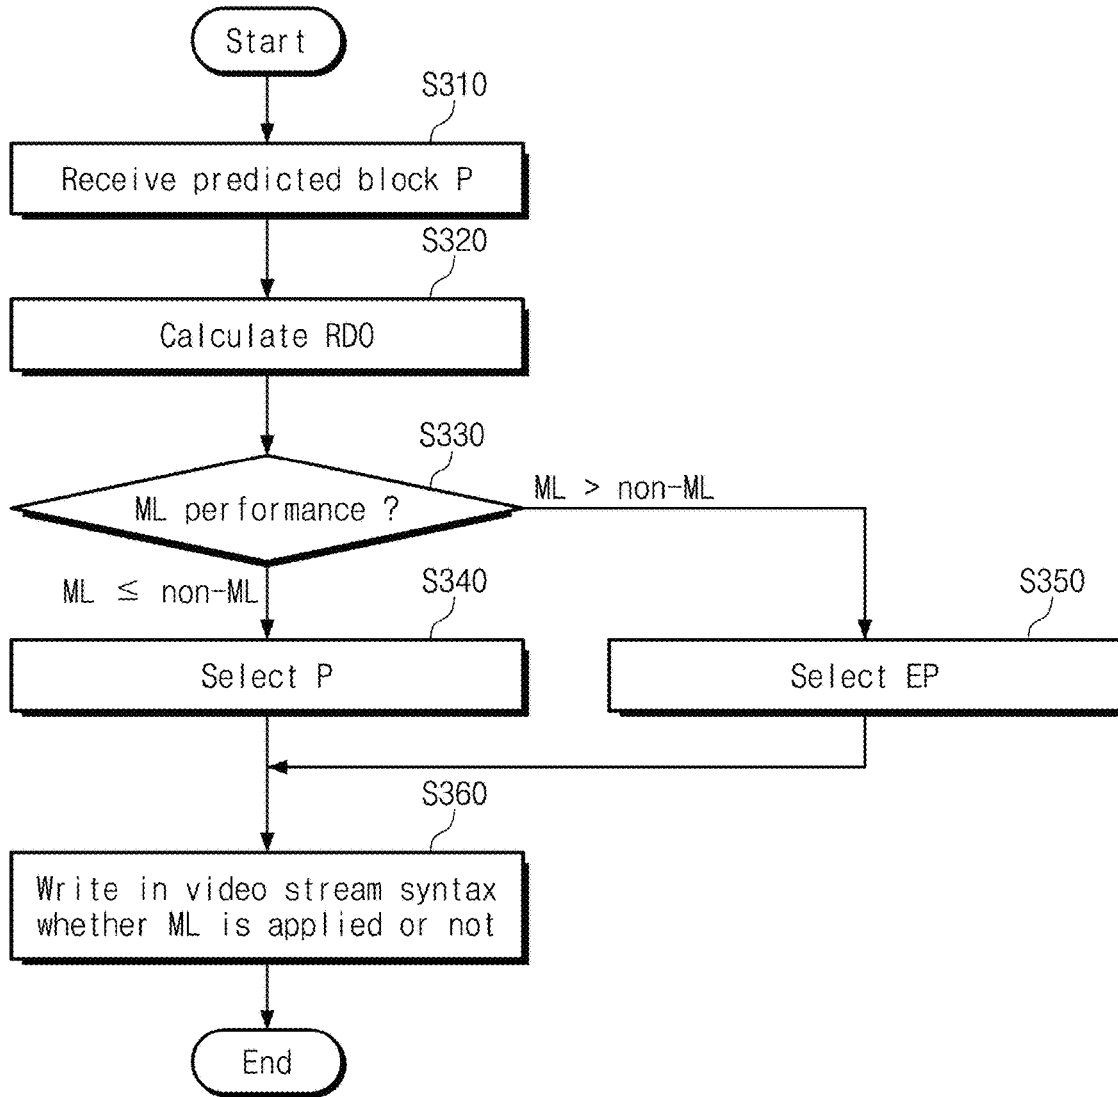 Start
S310
Receive predicted block P
S320
Calculate RDO
S330
ML performance ?
ML > non-ML
ML ≤ non-ML
S340
S350
Select P
Select EP
S360
Write in video stream syntax
whether ML is applied or not
End